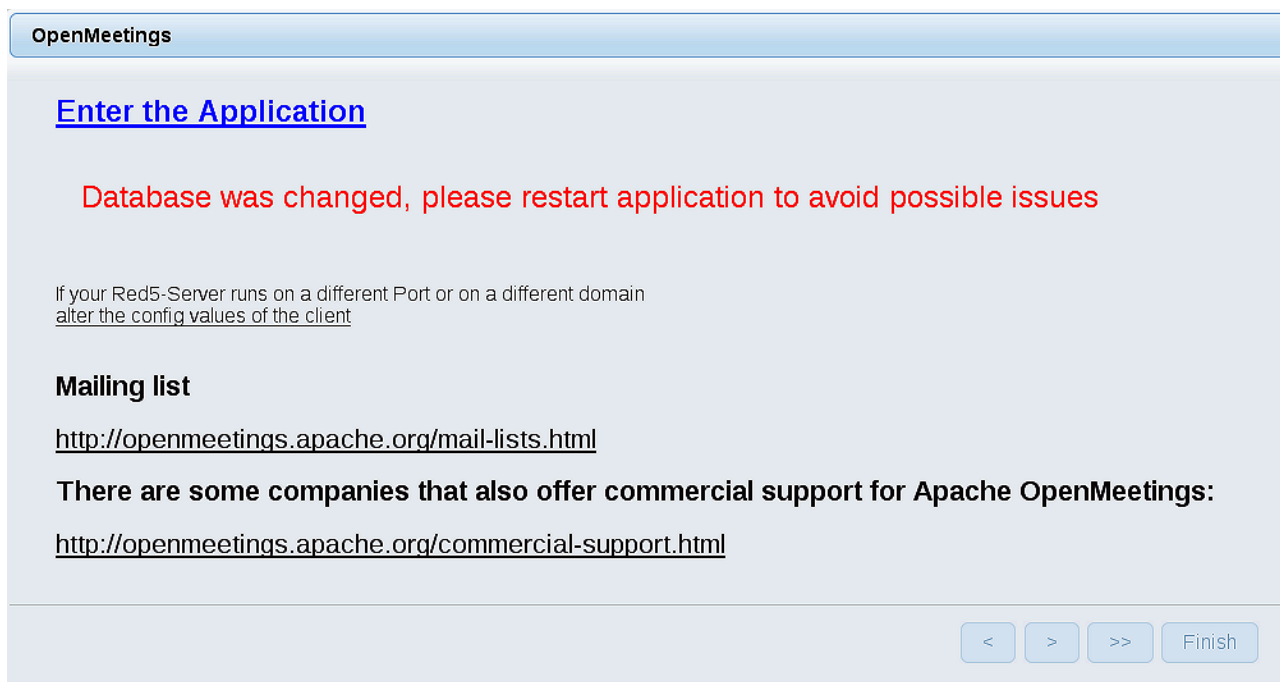 OpenMeetings
Enter the Application
Database was changed, please restart application to avoid possible issues
If your Red5-Server runs on a different Port or on a different domain
alter the config values of the client
Mailing list
http://openmeetings.apache.org/mail-lists.html
There are some companies that also offer commercial support for Apache OpenMeetings:
http://openmeetings.apache.org/commercial-support.html
< > >> Finish